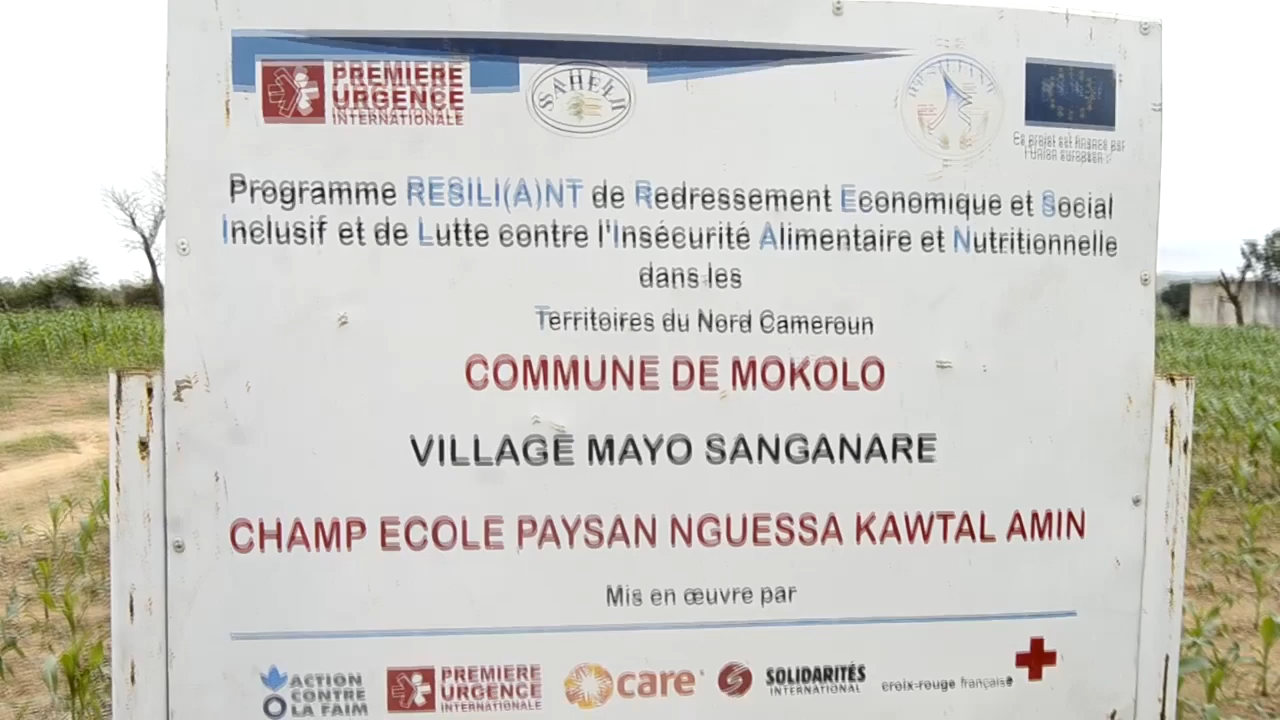 PREMIERE
URGENCE
INTERNATIONALE
SAHELI
RESILIANT
Ce projet est financé par
l'Union européen
Programme RESILI(A)NT de Redressement Economique et Social
Inclusif et de Lutte contre l'Insécurité Alimentaire et Nutritionnelle
dans les
Territoires du Nord Cameroun
COMMUNE DE MOKOLO
VILLAGE MAYO SANGANARE
CHAMP ECOLE PAYSAN NGUESSA KAWTAL AMIN
Mis en œuvre par
ACTION
CONTRE
LA FAIM
PREMIERE
URGENCE
INTERNATIONALE
care
SOLIDARITÉS
INTERNATIONAL
croix-rouge française